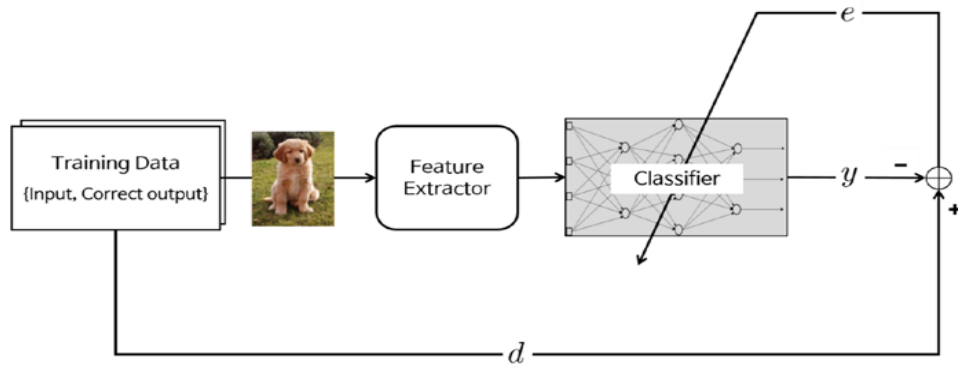 e
Training Data
{Input, Correct output}
Feature
Extractor
Classifier
y
-
+
d